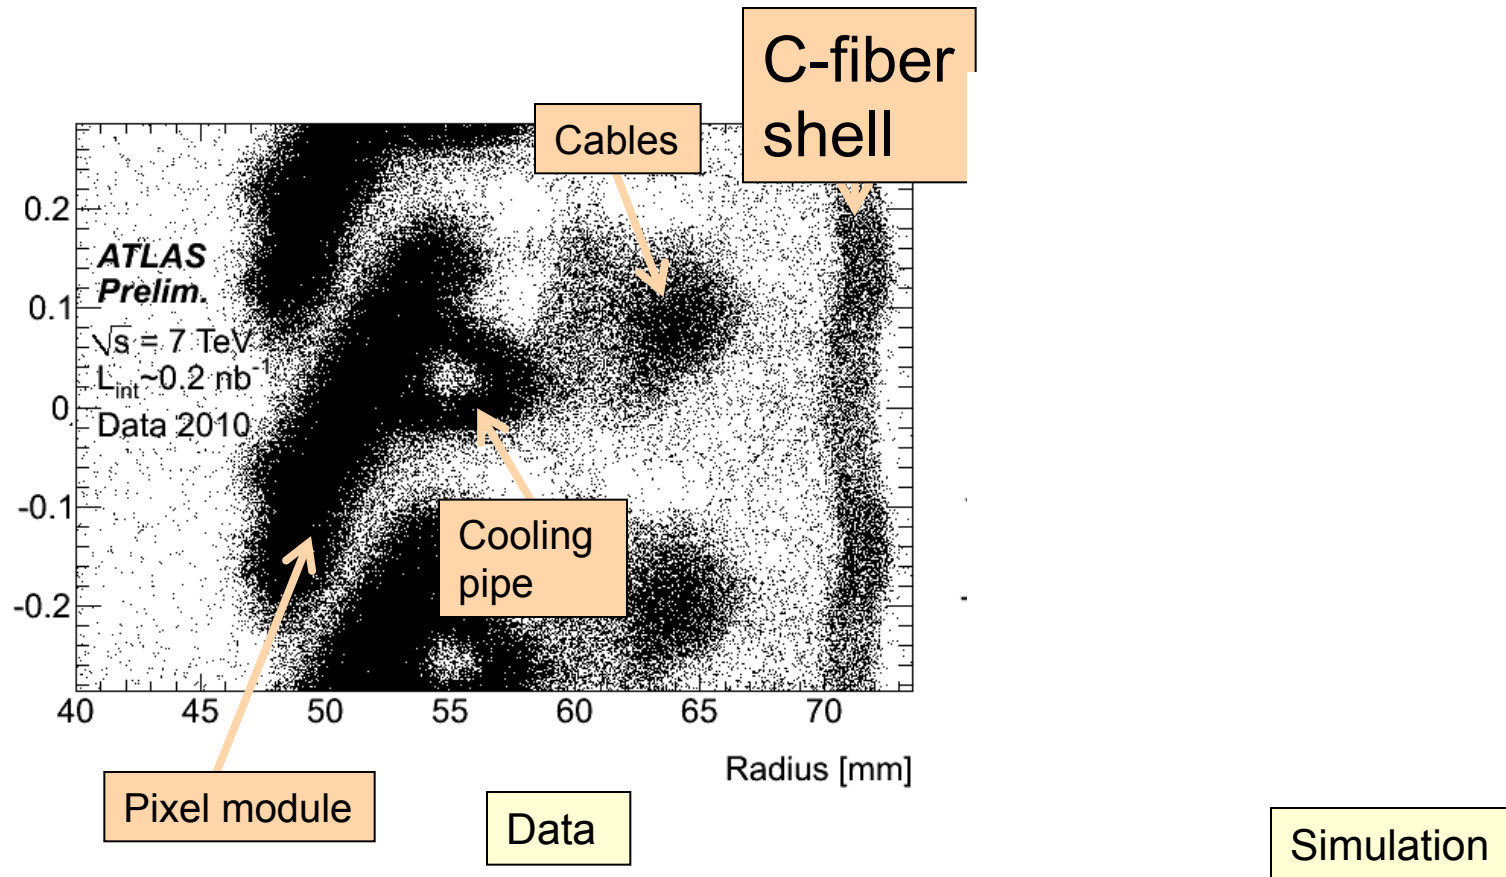 C-fiber
shell
Cables
0.2
0.1
0
-0.1
-0.2
ATLAS
Prelim.
√s = 7 TeV
Lint~0.2 nb-1
Data 2010
Cooling
pipe
40 45 50 55 60 65 70
Radius [mm]
Pixel module
Data
Simulation